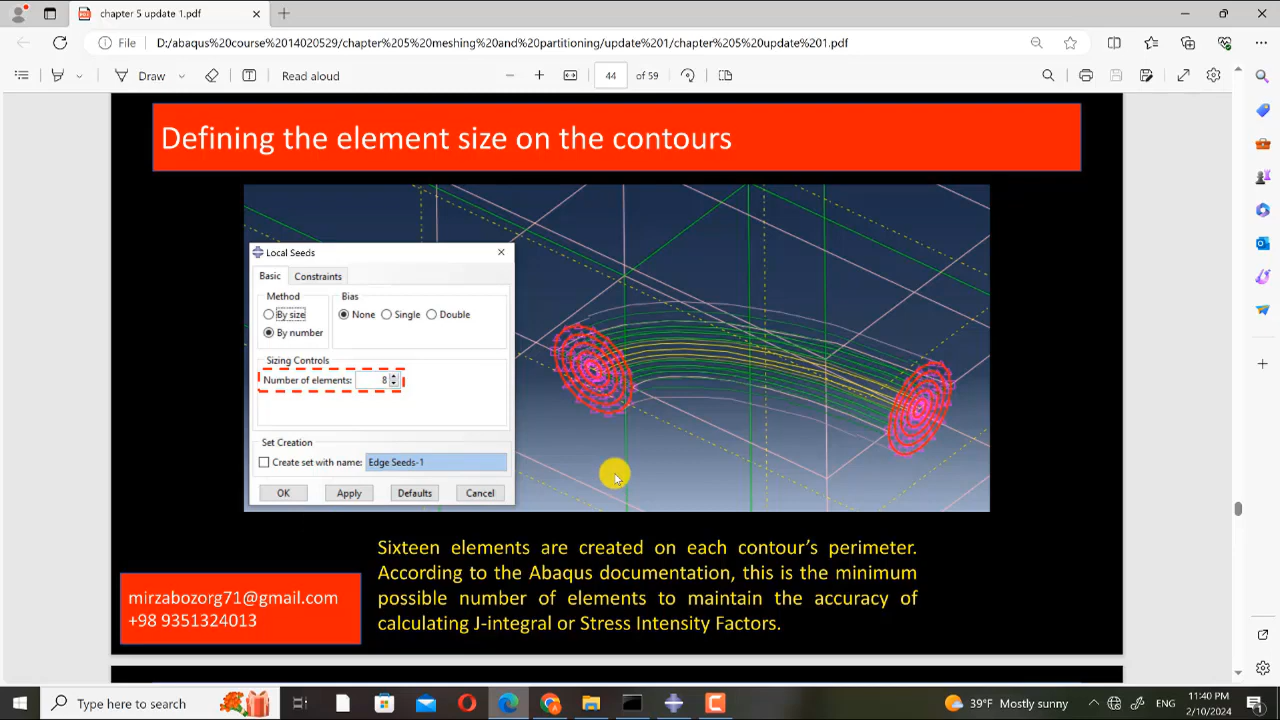 chapter 5 update 1.pdf
File
D:/abaqus%20course%2014020529/chapter%205%20meshing%20and%20partitioning/update%201/chapter%205%20update%201.pdf
Draw
Read aloud
44
of 59
Defining the element size on the contours
Local Seeds
Basic
Constraints
Method
Bias
By size
None
Single
Double
By number
Sizing Controls
Number of elements:
8
Set Creation
Create set with name:
Edge Seeds-1
OK
Apply
Defaults
Cancel
Sixteen elements are created on each contour's perimeter.
According to the Abaqus documentation, this is the minimum
possible number of elements to maintain the accuracy of
calculating J-integral or Stress Intensity Factors.
mirzabozorg71@gmail.com
+98 9351324013
Type here to search
39°F Mostly sunny
ENG
11:40 PM
2/10/2024